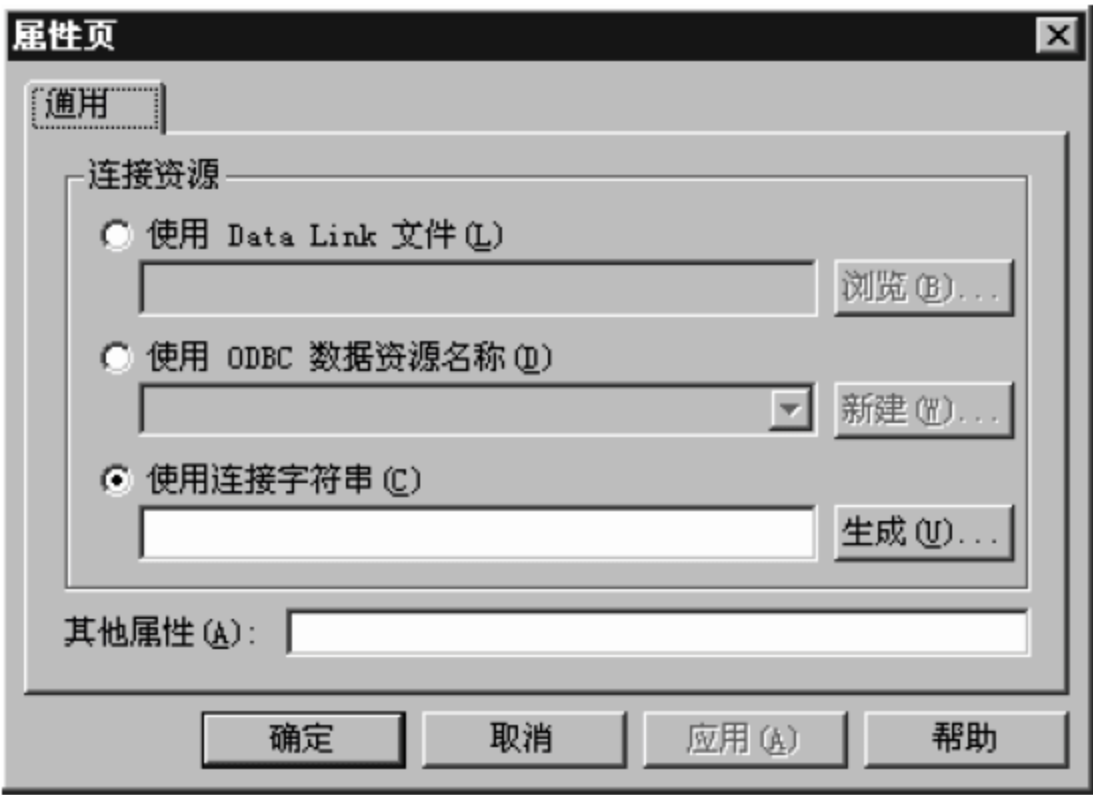 属性页
通用
连接资源
使用 Data Link 文件(L)
浏览(B)...
使用 ODBC 数据资源名称(D)
新建(W)...
使用连接字符串(C)
生成(U)...
其他属性(A):
确定 取消 应用(A) 帮助